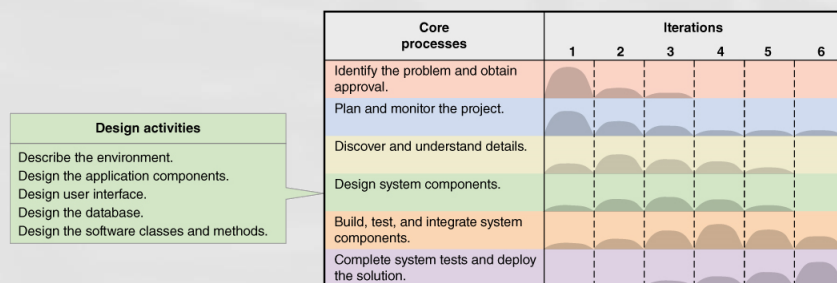 Core
processes
Iterations
1 2 3 4 5 6
Identify the problem and obtain
approval.
Plan and monitor the project.
Discover and understand details.
Design system components.
Build, test, and integrate system
components.
Complete system tests and deploy
the solution.
Design activities
Describe the environment.
Design the application components.
Design user interface.
Design the database.
Design the software classes and methods.